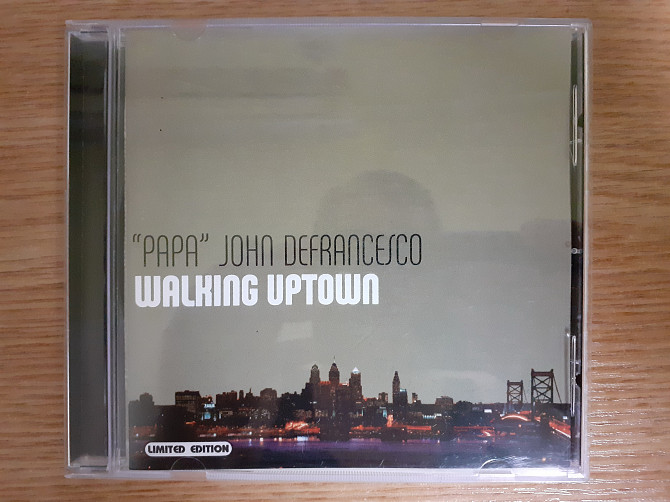 “PAPA” JOHN DEFRANCESCO
WALKING UPTOWN
LIMITED EDITION